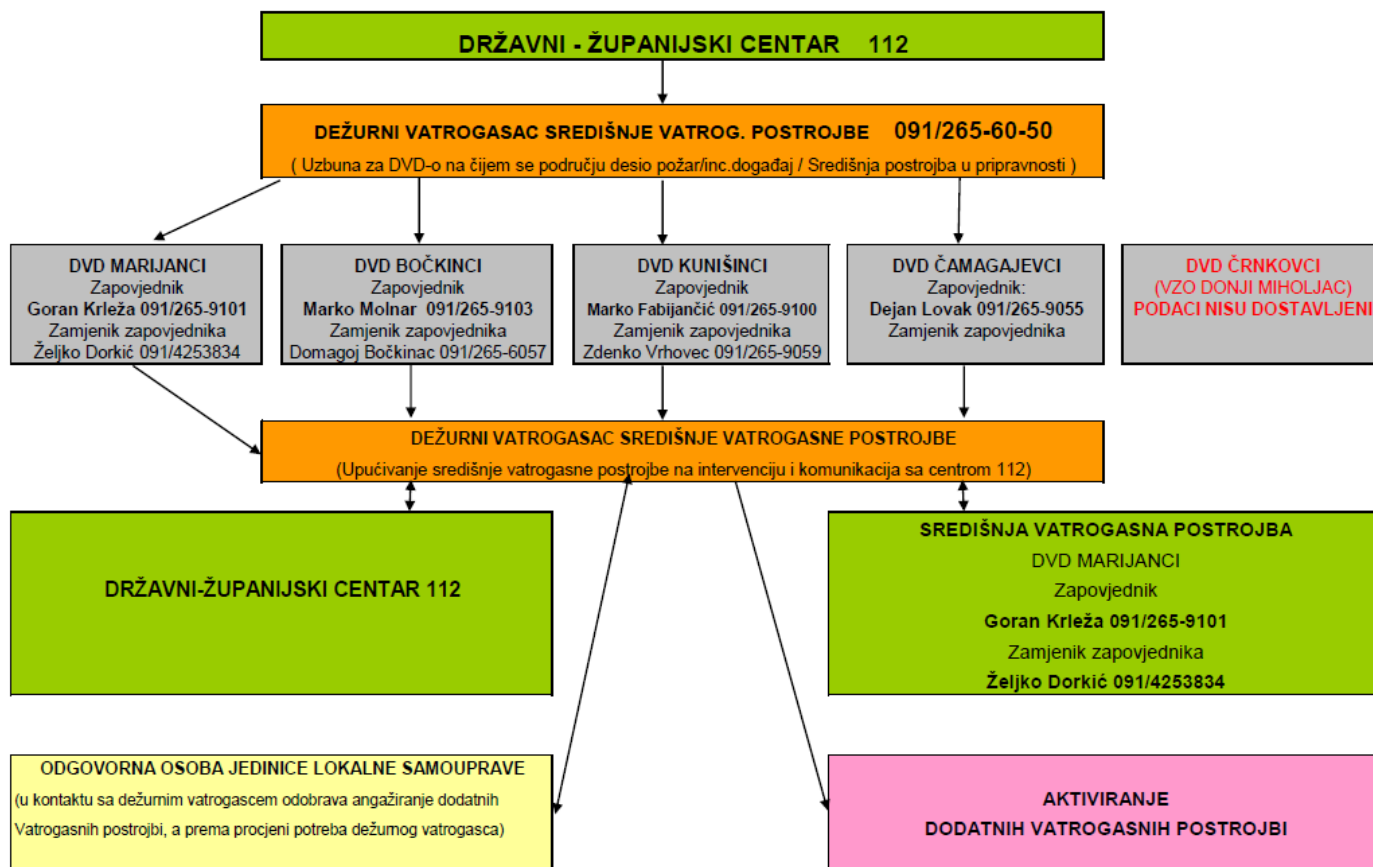 DRŽAVNI - ŽUPANIJSKI CENTAR 112
DEŽURNI VATROGASAC SREDIŠNJE VATROG. POSTROJBE 091/265-60-50
( Uzbuna za DVD-o na čijem se području desio požar/inc.događaj / Središnja postrojba u pripravnosti )
DVD MARIJANCI
Zapovjednik
Goran Krleža 091/265-9101
Zamjenik zapovjednika
Željko Dorkić 091/4253834
DVD BOČKINCI
Zapovjednik
Marko Molnar 091/265-9103
Zamjenik zapovjednika
Domagoj Bočkinac 091/265-6057
DVD KUNIŠINCI
Zapovjednik
Marko Fabijančić 091/265-9100
Zamjenik zapovjednika
Zdenko Vrhovec 091/265-9059
DVD ČAMAGAJEVCI
Zapovjednik:
Dejan Lovak 091/265-9055
Zamjenik zapovjednika
DVD ČRNKOVCI
(VZO DONJI MIHOLJAC)
PODACI NISU DOSTAVLJENI
DEŽURNI VATROGASAC SREDIŠNJE VATROGASNE POSTROJBE
(Upućivanje središnje vatrogasne postrojbe na intervenciju i komunikacija sa centrom 112)
DRŽAVNI-ŽUPANIJSKI CENTAR 112
SREDIŠNJA VATROGASNA POSTROJBA
DVD MARIJANCI
Zapovjednik
Goran Krleža 091/265-9101
Zamjenik zapovjednika
Željko Dorkić 091/4253834
ODGOVORNA OSOBA JEDINICE LOKALNE SAMOUPRAVE
(u kontaktu sa dežurnim vatrogascem odobrava angažiranje dodatnih
Vatrogasnih postrojbi, a prema procjeni potreba dežurnog vatrogasca)
AKTIVIRANJE
DODATNIH VATROGASNIH POSTROJBI